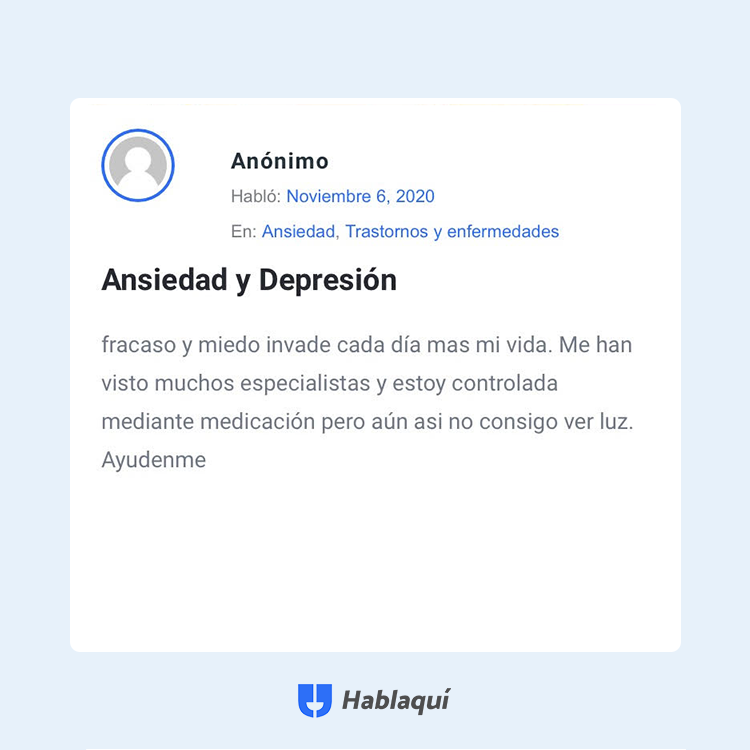 Anónimo
Habló: Noviembre 6, 2020
En: Ansiedad, Trastornos y enfermedades
Ansiedad y Depresión
fracaso y miedo invade cada día mas mi vida. Me han
visto muchos especialistas y estoy controlada
mediante medicación pero aún asi no consigo ver luz.
Ayudenme
Hablaquí